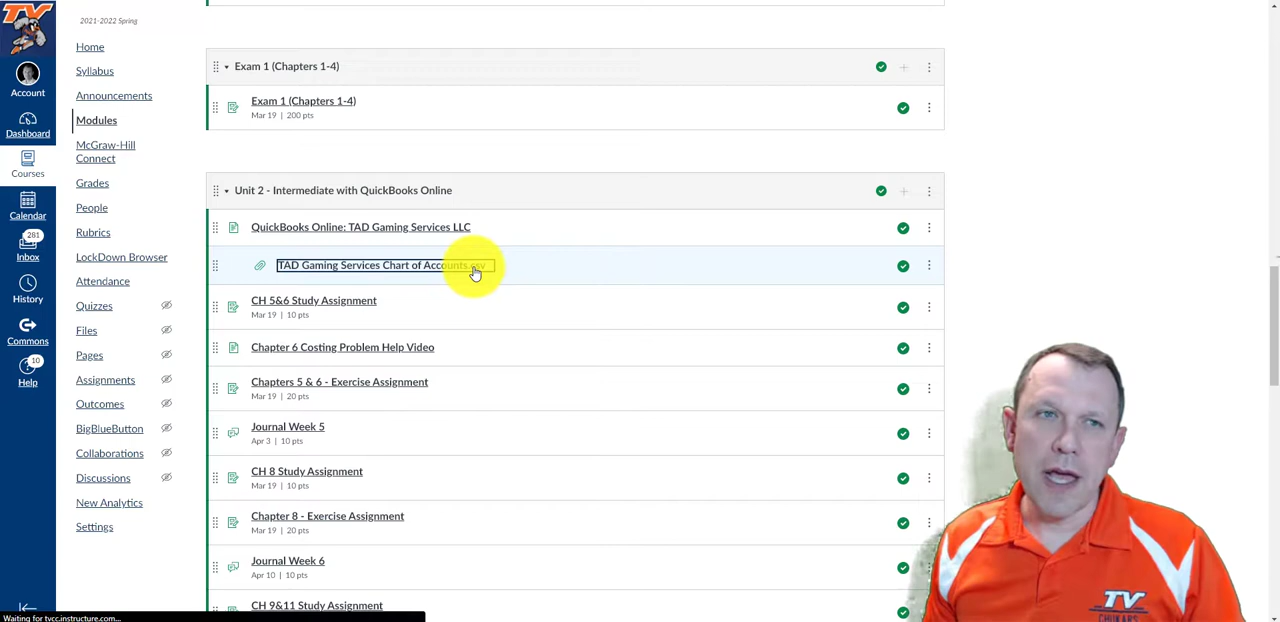 TV
2021-2022 Spring
Account
Dashboard
Courses
Calendar
281
Inbox
History
Commons
10
Help
Home
Syllabus
Announcements
Modules
McGraw-Hill
Connect
Grades
People
Rubrics
LockDown Browser
Attendance
Quizzes
Files
Pages
Assignments
Outcomes
BigBlueButton
Collaborations
Discussions
New Analytics
Settings
Exam 1 (Chapters 1-4)
Exam 1 (Chapters 1-4)
Mar 19 | 200 pts
Unit 2 - Intermediate with QuickBooks Online
QuickBooks Online: TAD Gaming Services LLC
TAD Gaming Services Chart of Accounts.csv
CH 5&6 Study Assignment
Mar 19 | 10 pts
Chapter 6 Costing Problem Help Video
Chapters 5 & 6 - Exercise Assignment
Mar 19 | 20 pts
Journal Week 5
Apr 3 | 10 pts
CH 8 Study Assignment
Mar 19 | 10 pts
Chapter 8 - Exercise Assignment
Mar 19 | 20 pts
Journal Week 6
Apr 10 | 10 pts
CH 9&11 Study Assignment
Waiting for tvcc.instructure.com...
TV
CHUKARS